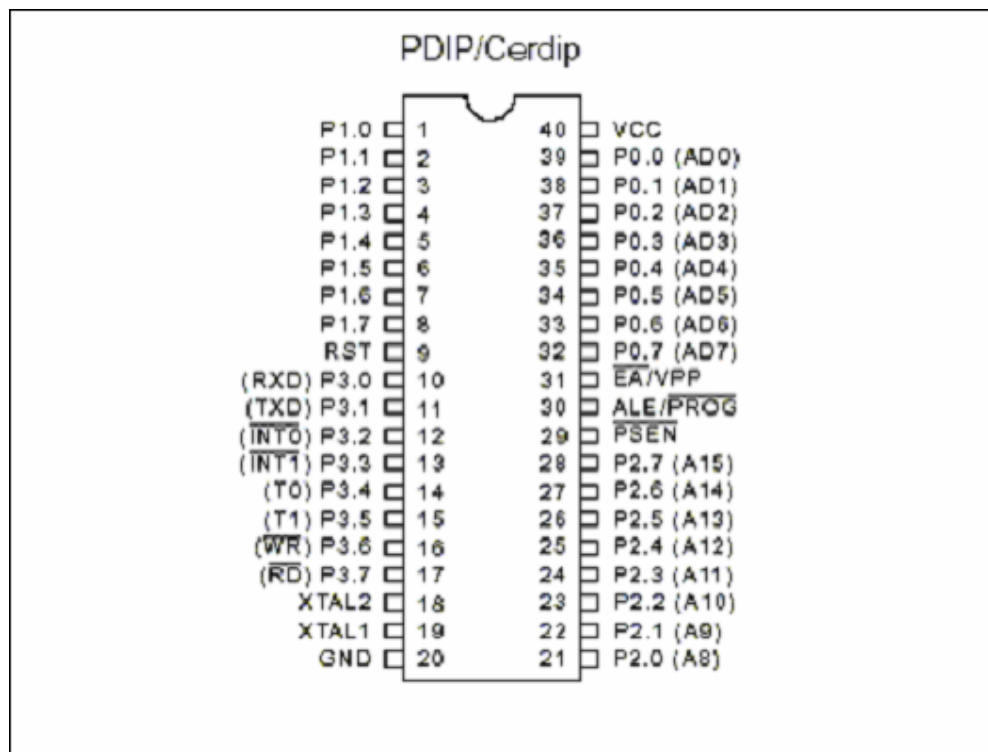 PDIP/Cerdip
P1.0 1 40 VCC
P1.1 2 39 P0.0 (AD0)
P1.2 3 38 P0.1 (AD1)
P1.3 4 37 P0.2 (AD2)
P1.4 5 36 P0.3 (AD3)
P1.5 6 35 P0.4 (AD4)
P1.6 7 34 P0.5 (AD5)
P1.7 8 33 P0.6 (AD6)
RST 9 32 P0.7 (AD7)
(RXD) P3.0 10 31 E̅A̅/VPP
(TXD) P3.1 11 30 ALE/P̅R̅O̅G̅
(I̅N̅T̅0̅) P3.2 12 29 P̅S̅E̅N̅
(I̅N̅T̅1̅) P3.3 13 28 P2.7 (A15)
(T0) P3.4 14 27 P2.6 (A14)
(T1) P3.5 15 26 P2.5 (A13)
(W̅R̅) P3.6 16 25 P2.4 (A12)
(R̅D̅) P3.7 17 24 P2.3 (A11)
XTAL2 18 23 P2.2 (A10)
XTAL1 19 22 P2.1 (A9)
GND 20 21 P2.0 (A8)